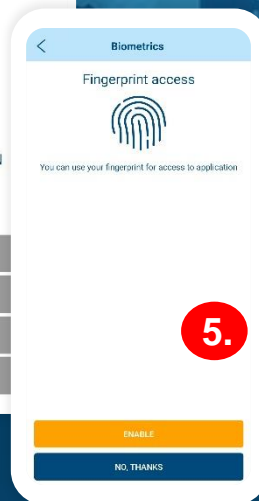 Biometrics
Fingerprint access
You can use your fingerprint for access to application
5.
ENABLE
NO, THANKS